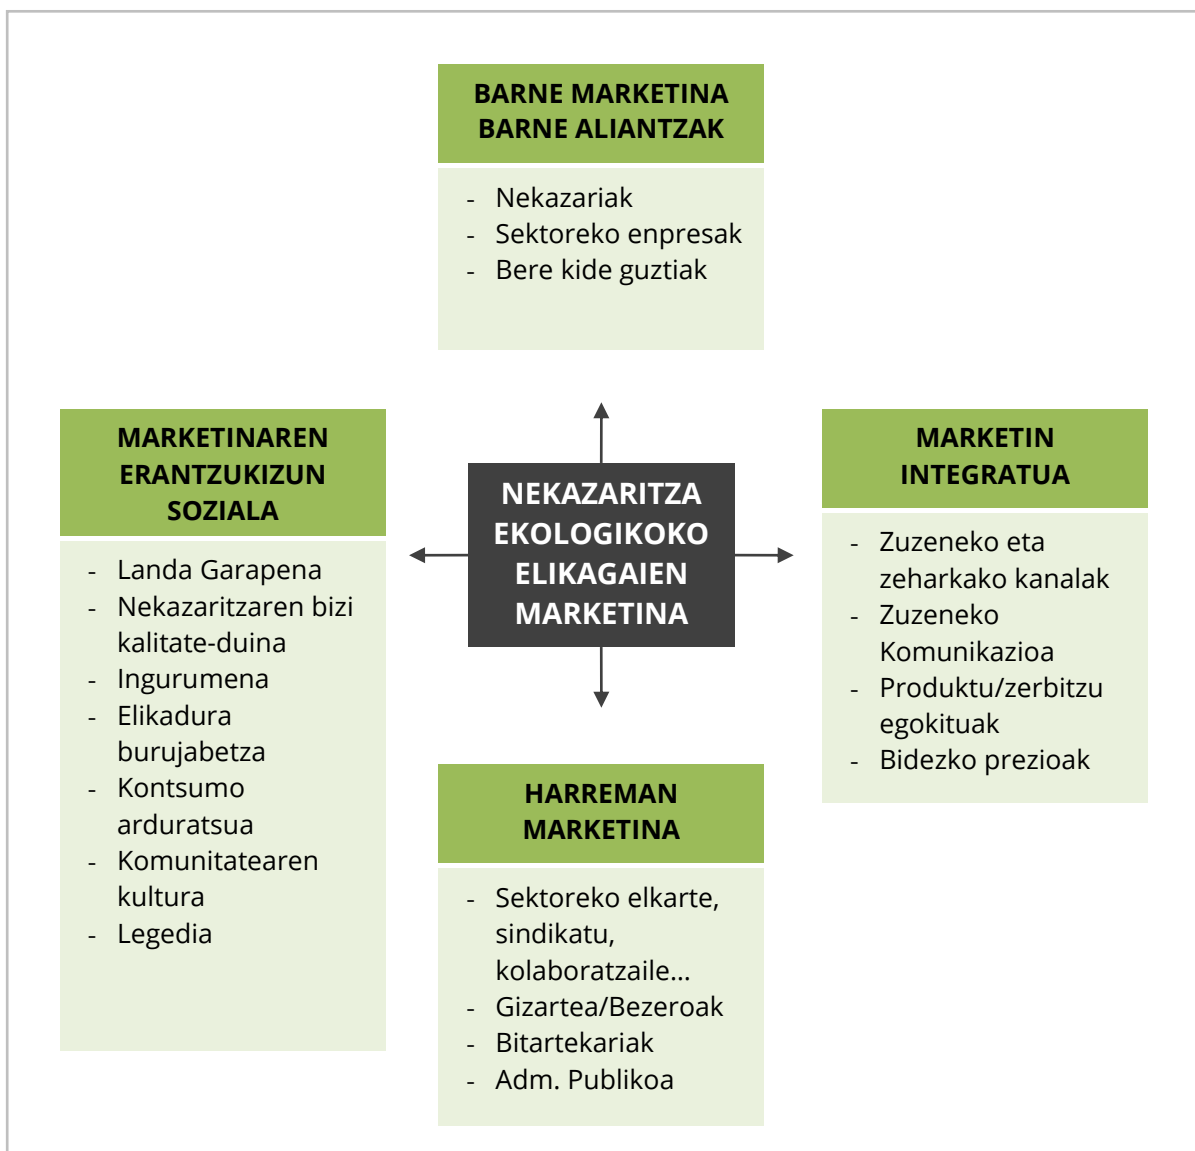 BARNE MARKETINA
BARNE ALIANTZAK
- Nekazariak
- Sektoreko enpresak
- Bere kide guztiak
MARKETINAREN
ERANTZUKIZUN
SOZIALA
- Landa Garapena
- Nekazaritzaren bizi
kalitate-duina
- Ingurumena
- Elikadura
burujabetza
- Kontsumo
arduratsua
- Komunitatearen
kultura
- Legedia
NEKAZARITZA
EKOLOGIKOKO
ELIKAGAIEN
MARKETINA
MARKETIN
INTEGRATUA
- Zuzeneko eta
zeharkako kanalak
- Zuzeneko
Komunikazioa
- Produktu/zerbitzu
egokituak
- Bidezko prezioak
HARREMAN
MARKETINA
- Sektoreko elkarte,
sindikatu,
kolaboratzaile...
- Gizartea/Bezeroak
- Bitartekariak
- Adm. Publikoa